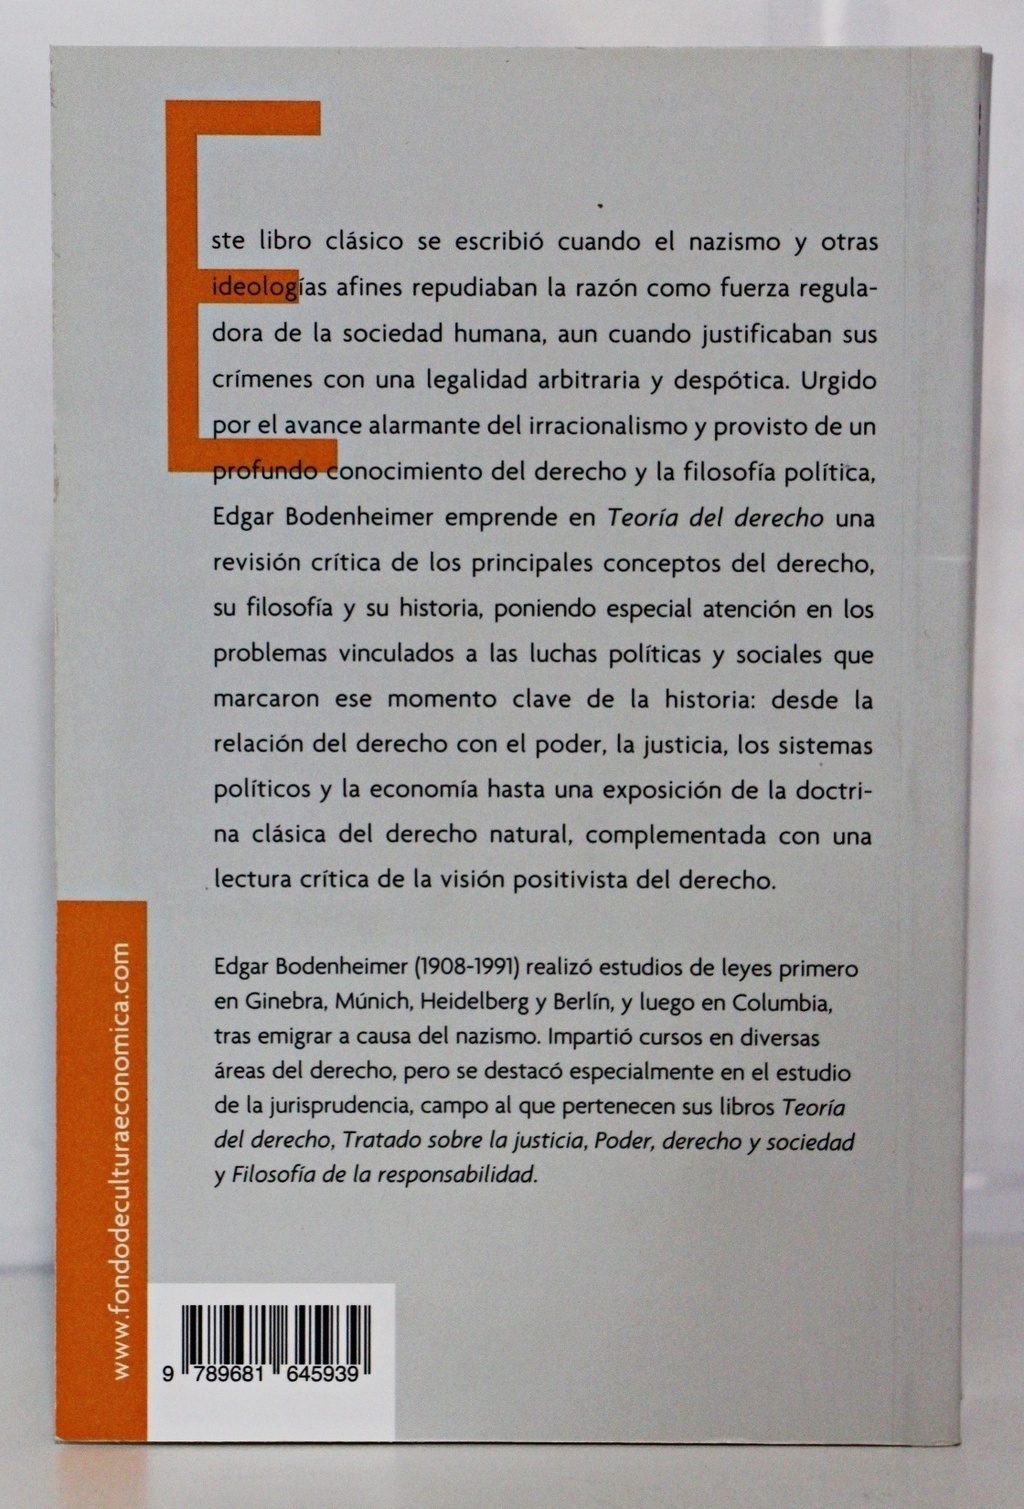 Este libro clásico se escribió cuando el nazismo y otras
ideologías afines repudiaban la razón como fuerza regula-
dora de la sociedad humana, aun cuando justificaban sus
crímenes con una legalidad arbitraria y despótica. Urgido
por el avance alarmante del irracionalismo y provisto de un
profundo conocimiento del derecho y la filosofía política,
Edgar Bodenheimer emprende en Teoría del derecho una
revisión crítica de los principales conceptos del derecho,
su filosofía y su historia, poniendo especial atención en los
problemas vinculados a las luchas políticas y sociales que
marcaron ese momento clave de la historia: desde la
relación del derecho con el poder, la justicia, los sistemas
políticos y la economía hasta una exposición de la doctri-
na clásica del derecho natural, complementada con una
lectura crítica de la visión positivista del derecho.
Edgar Bodenheimer (1908-1991) realizó estudios de leyes primero
en Ginebra, Múnich, Heidelberg y Berlín, y luego en Columbia,
tras emigrar a causa del nazismo. Impartió cursos en diversas
áreas del derecho, pero se destacó especialmente en el estudio
de la jurisprudencia, campo al que pertenecen sus libros Teoría
del derecho, Tratado sobre la justicia, Poder, derecho y sociedad
y Filosofía de la responsabilidad.
www.fondodeculturaeconomica.com
9 789681 645939